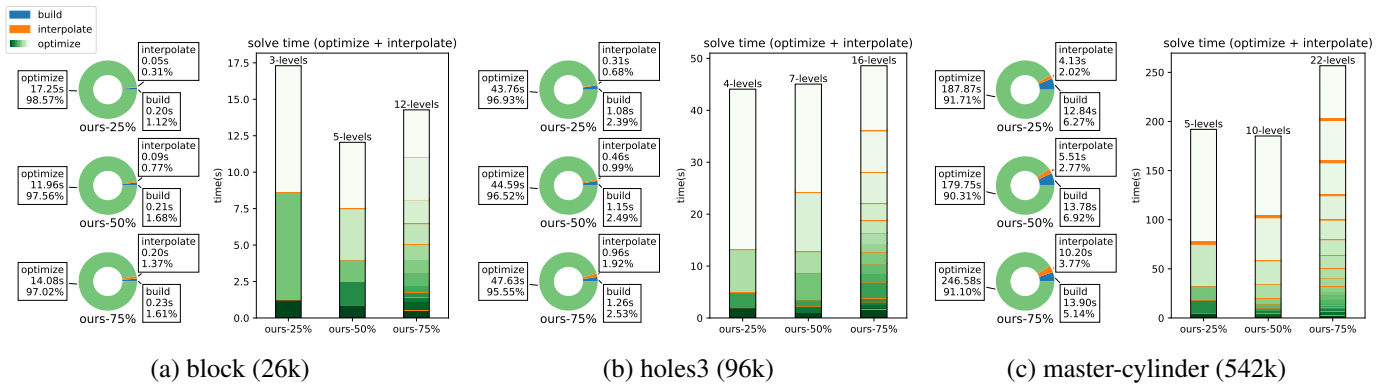 build
interpolate
optimize
interpolate
0.05s
0.31%
optimize
17.25s
98.57%
build
0.20s
1.12%
ours-25%
interpolate
0.09s
0.77%
optimize
11.96s
97.56%
build
0.21s
1.68%
ours-50%
interpolate
0.20s
1.37%
optimize
14.08s
97.02%
build
0.23s
1.61%
ours-75%
solve time (optimize + interpolate)
3-levels
5-levels
12-levels
time(s)
17.5
15.0
12.5
10.0
7.5
5.0
2.5
0.0
ours-25%
ours-50%
ours-75%
(a) block (26k)
interpolate
0.31s
0.68%
optimize
43.76s
96.93%
build
1.08s
2.39%
ours-25%
interpolate
0.46s
0.99%
optimize
44.59s
96.52%
build
1.15s
2.49%
ours-50%
interpolate
0.96s
1.92%
optimize
47.63s
95.55%
build
1.26s
2.53%
ours-75%
solve time (optimize + interpolate)
4-levels
7-levels
16-levels
time(s)
50
40
30
20
10
0
ours-25%
ours-50%
ours-75%
(b) holes3 (96k)
interpolate
4.13s
2.02%
optimize
187.87s
91.71%
build
12.84s
6.27%
ours-25%
interpolate
5.51s
2.77%
optimize
179.75s
90.31%
build
13.78s
6.92%
ours-50%
interpolate
10.20s
3.77%
optimize
246.58s
91.10%
build
13.90s
5.14%
ours-75%
solve time (optimize + interpolate)
5-levels
10-levels
22-levels
time(s)
250
200
150
100
50
0
ours-25%
ours-50%
ours-75%
(c) master-cylinder (542k)